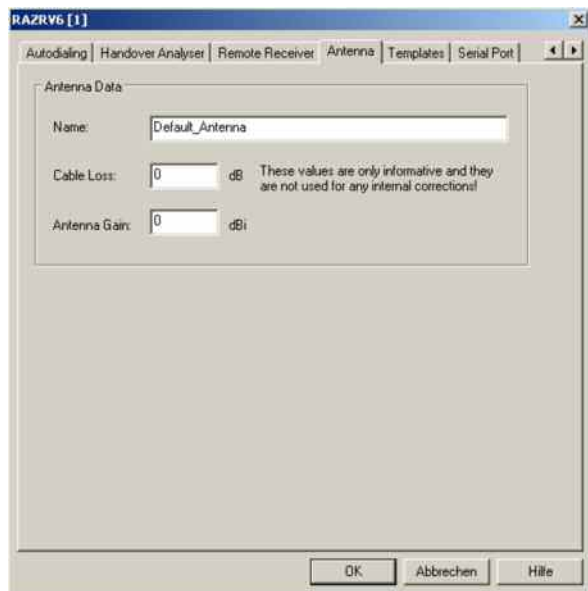 RAZRV6 [1]
Autodialing Handover Analyser Remote Receiver Antenna Templates Serial Port
Antenna Data
Name: Default_Antenna
Cable Loss: 0 dB These values are only informative and they
are not used for any internal corrections!
Antenna Gain: 0 dBi
OK Abbrechen Hilfe